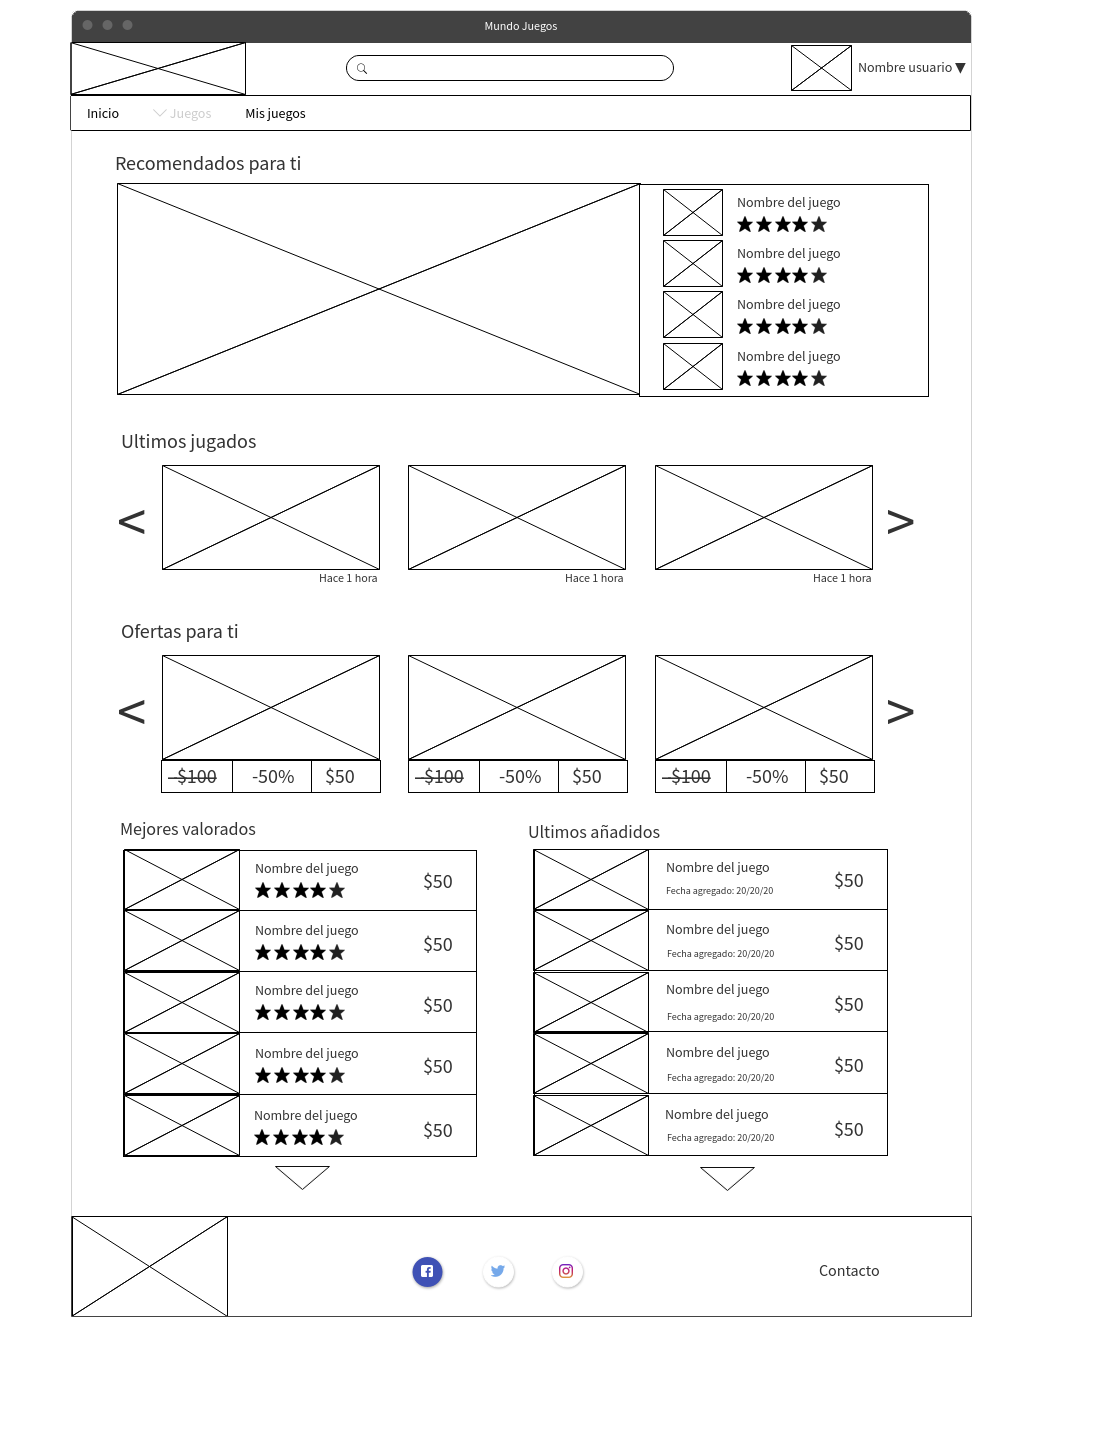 Mundo Juegos
Nombre usuario ▼
Inicio Juegos Mis juegos
Recomendados para ti
Nombre del juego
Nombre del juego
Nombre del juego
Nombre del juego
Ultimos jugados
< >
Hace 1 hora Hace 1 hora Hace 1 hora
Ofertas para ti
< >
$100 -50% $50 $100 -50% $50 $100 -50% $50
Mejores valorados
Nombre del juego
$50
Nombre del juego
$50
Nombre del juego
$50
Nombre del juego
$50
Nombre del juego
$50
Ultimos añadidos
Nombre del juego
$50
Fecha agregado: 20/20/20
Nombre del juego
$50
Fecha agregado: 20/20/20
Nombre del juego
$50
Fecha agregado: 20/20/20
Nombre del juego
$50
Fecha agregado: 20/20/20
Nombre del juego
$50
Fecha agregado: 20/20/20
Contacto